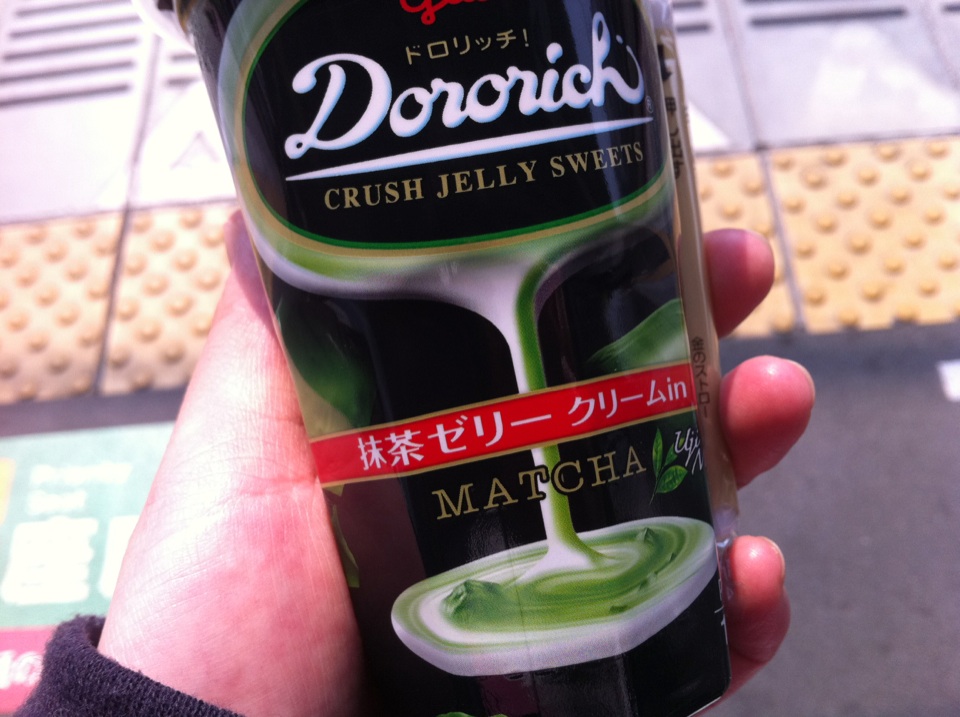 ドロリッチ!
Dororich
®
CRUSH JELLY SWEETS
抹茶ゼリー クリームin
MATCHA
Uji